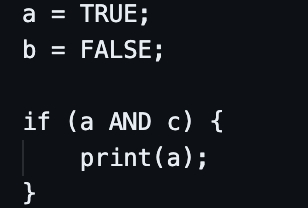 a = TRUE;
b = FALSE;

if (a AND c) {
    print(a);
}